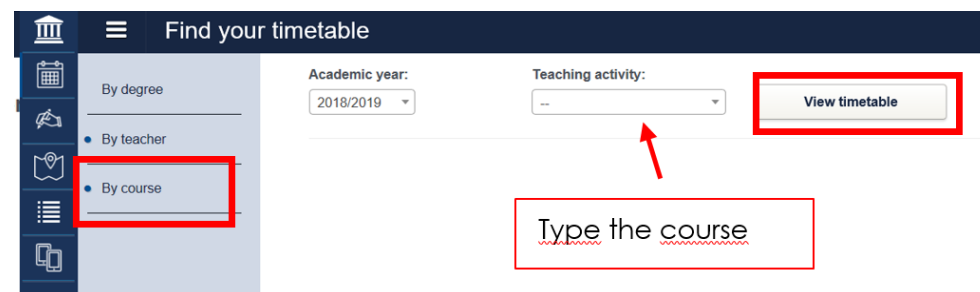 Find your timetable
By degree
By teacher
By course
Academic year:
2018/2019
Teaching activity:
--
View timetable
Type the course